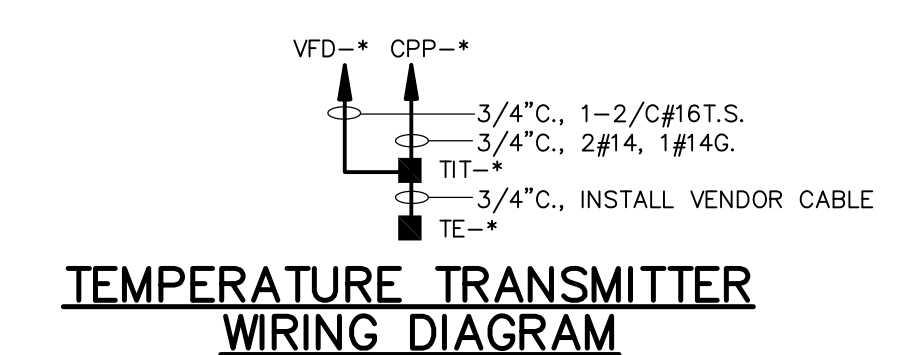 VFD-* CPP-*
3/4"C., 1-2/C#16T.S.
3/4"C., 2#14, 1#14G.
TIT-*
3/4"C., INSTALL VENDOR CABLE
TE-*
TEMPERATURE TRANSMITTER
WIRING DIAGRAM